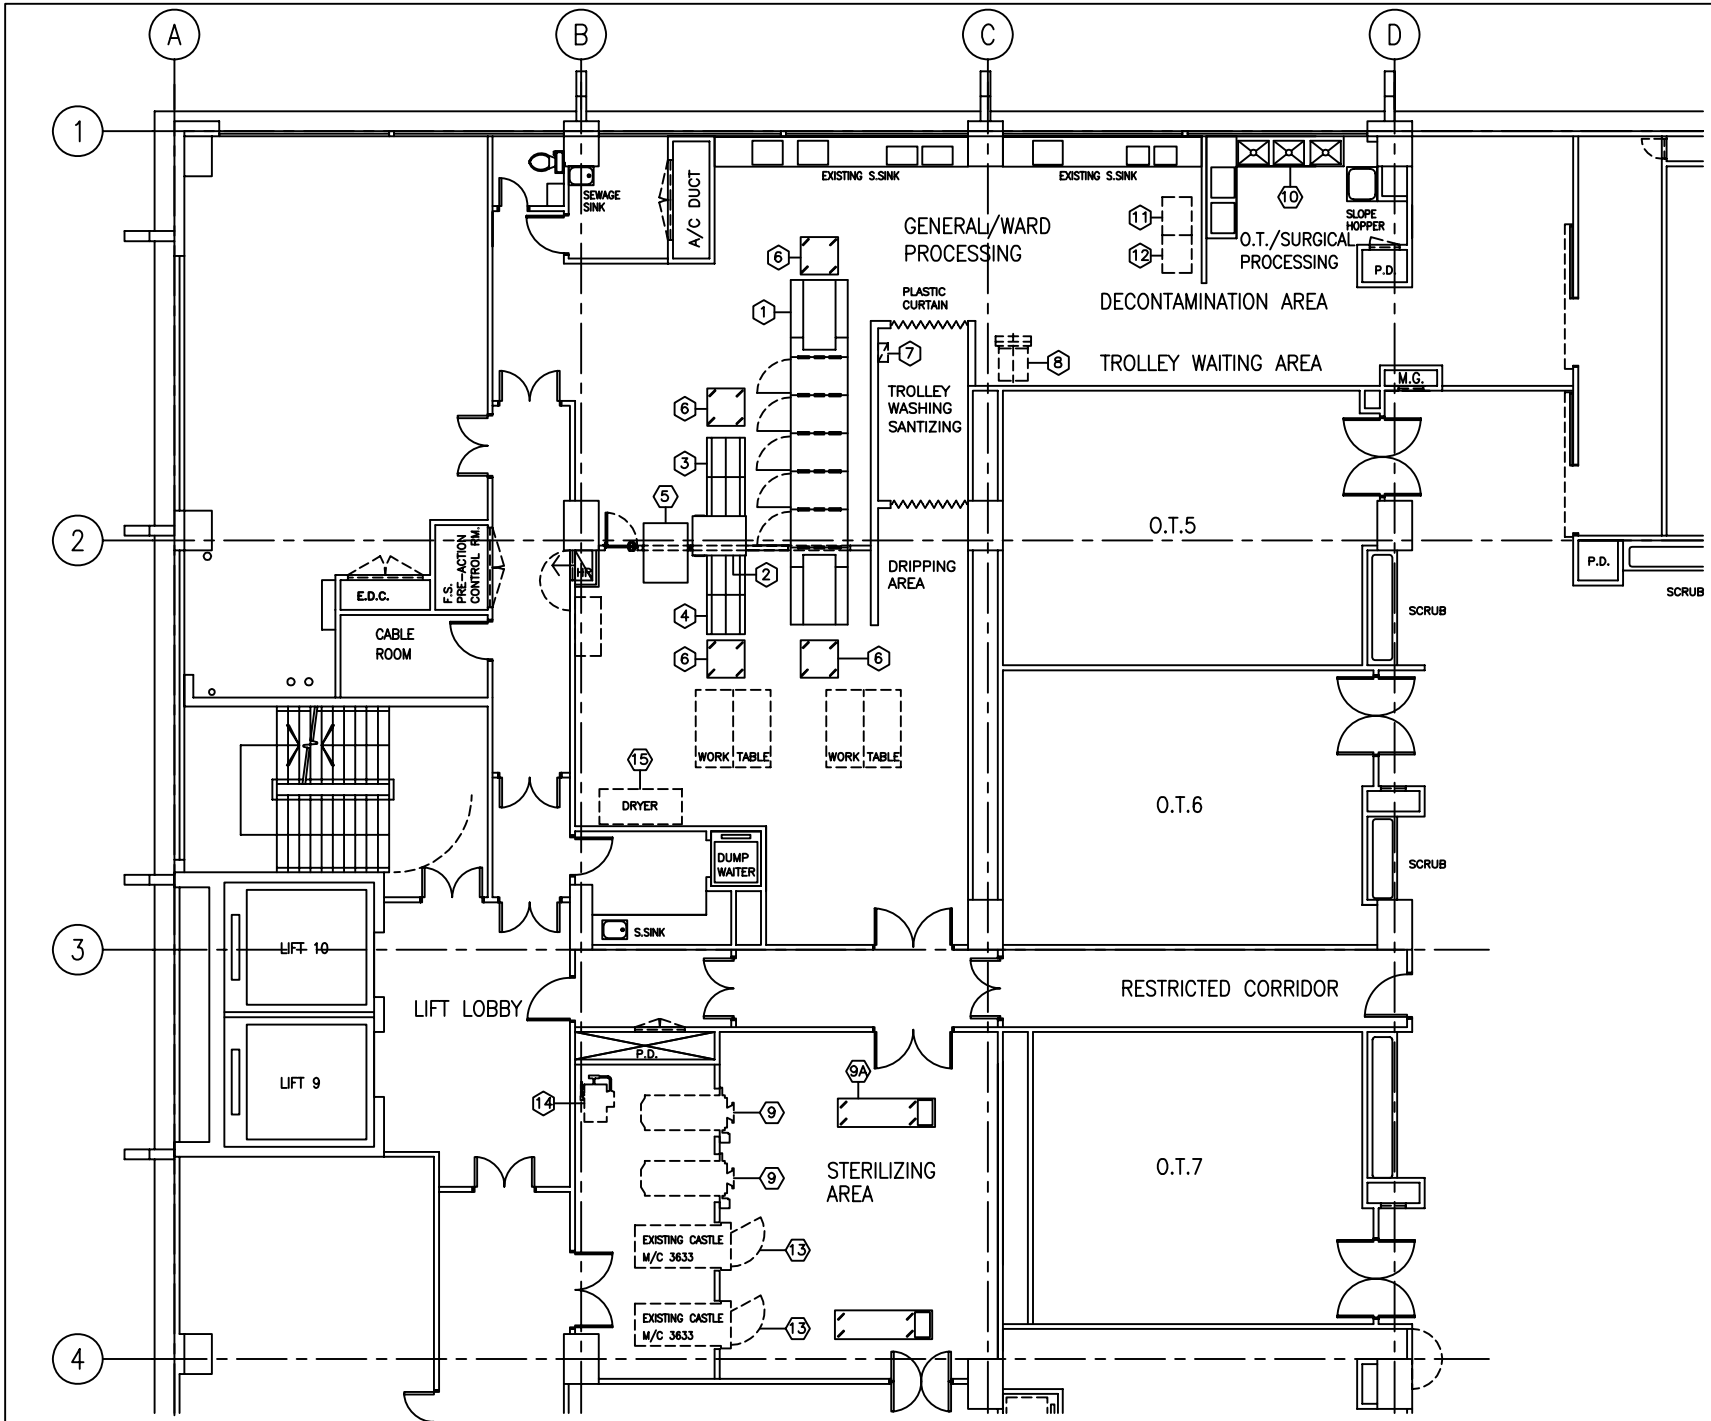 A
B
C
D
1
2
3
4
SEWAGE
SINK
A/C DUCT
EXISTING S.SINK
EXISTING S.SINK
10
SLOPE
HOPPER
11
12
GENERAL/WARD
PROCESSING
O.T./SURGICAL
PROCESSING
P.D.
6
1
PLASTIC
CURTAIN
DECONTAMINATION AREA
7
8
TROLLEY WAITING AREA
M.G.
TROLLEY
WASHING
SANTIZING
6
3
5
2
4
6
6
O.T.5
DRIPPING
AREA
HR
F.S.
PRE-ACTION
CONTROL RM.
E.D.C.
CABLE
ROOM
P.D.
SCRUB
SCRUB
WORK TABLE
WORK TABLE
15
DRYER
O.T.6
SCRUB
DUMP
WAITER
S.SINK
LIFT 10
LIFT LOBBY
RESTRICTED CORRIDOR
LIFT 9
P.D.
9A
14
9
9
STERILIZING
AREA
O.T.7
EXISTING CASTLE
M/C 3633
13
EXISTING CASTLE
M/C 3633
13